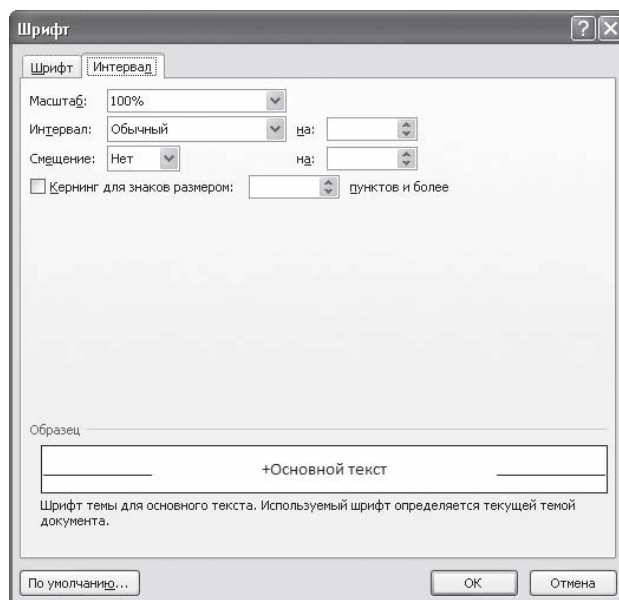 Шрифт
Шрифт Интервал
Масштаб: 100%
Интервал: Обычный на:
Смещение: Нет на:
Кернинг для знаков размером: пунктов и более
Образец
+Основной текст
Шрифт темы для основного текста. Используемый шрифт определяется текущей темой
документа.
По умолчанию... ОК Отмена